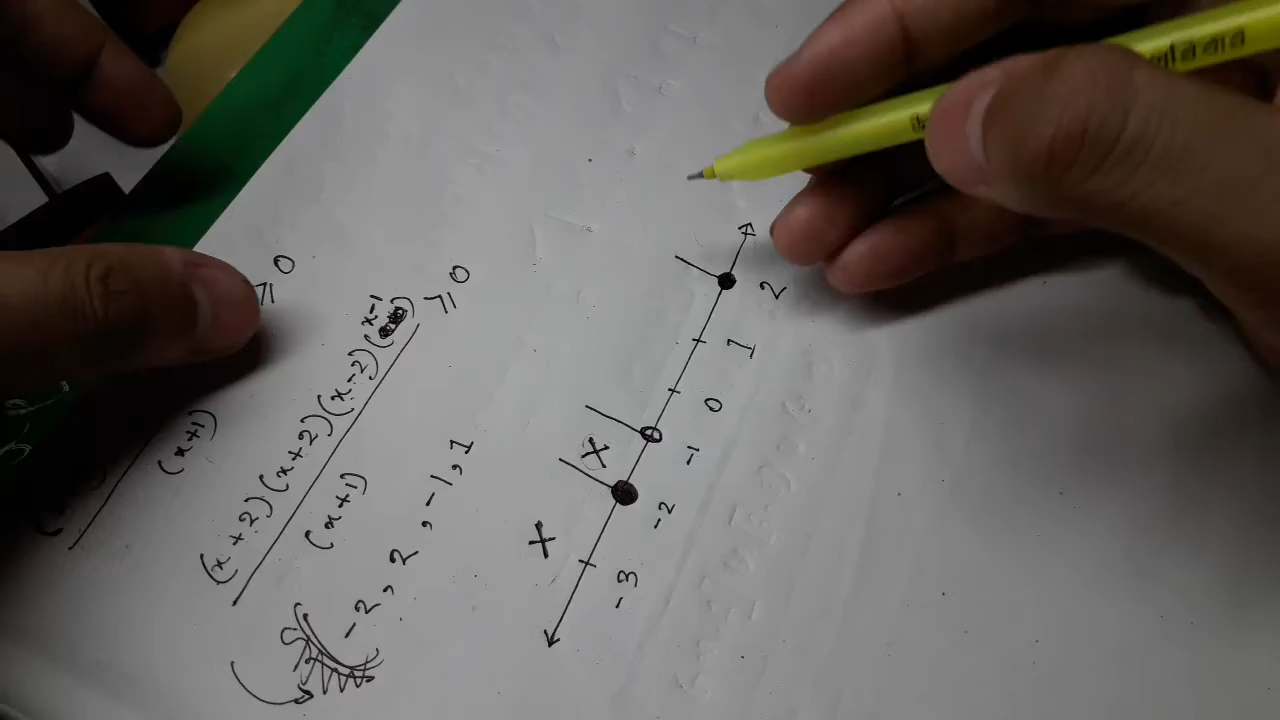 ≥ 0
(x+1)
(x+2)(x+2)(x-2)(x-1) ≥ 0
(x+1)
-2, 2, -1, 1
X X
-3 -2 -1 0 1 2